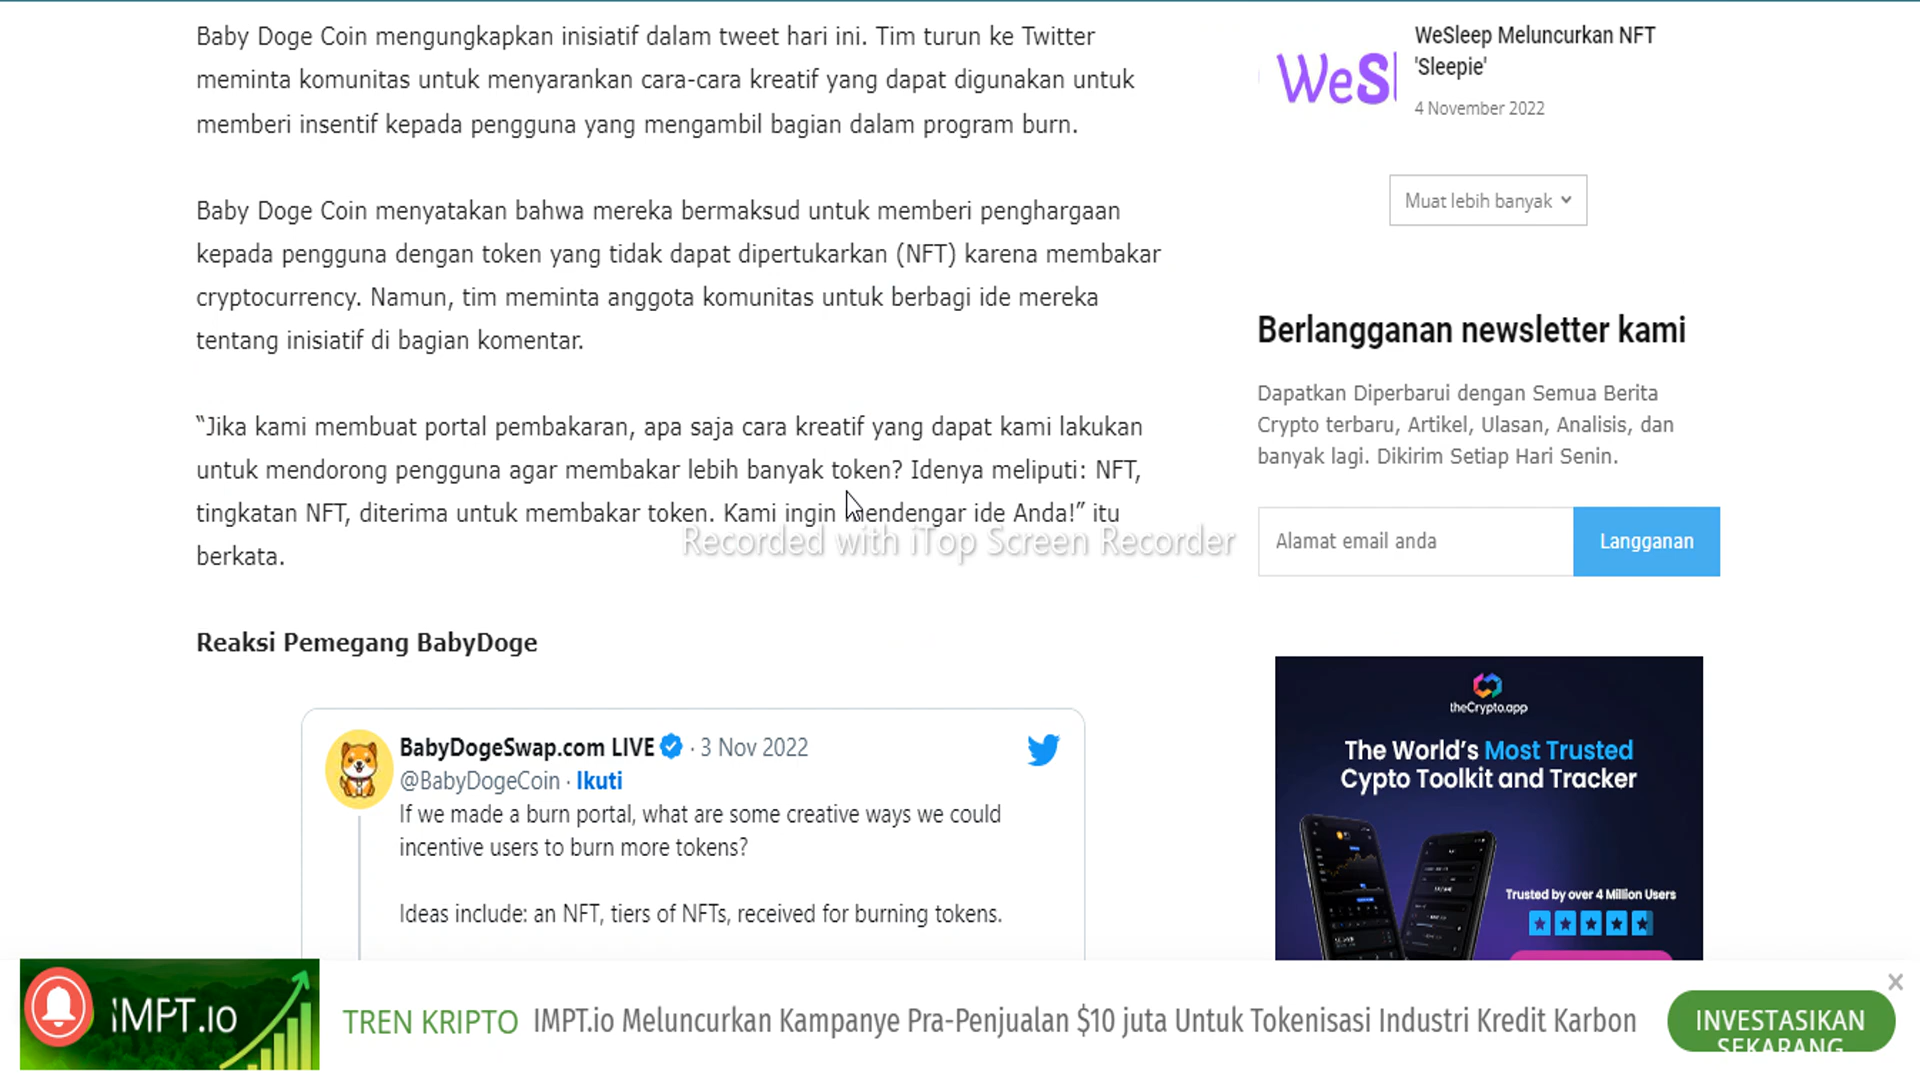 Baby Doge Coin mengungkapkan inisiatif dalam tweet hari ini. Tim turun ke Twitter
meminta komunitas untuk menyarankan cara-cara kreatif yang dapat digunakan untuk
memberi insentif kepada pengguna yang mengambil bagian dalam program burn.
Baby Doge Coin menyatakan bahwa mereka bermaksud untuk memberi penghargaan
kepada pengguna dengan token yang tidak dapat dipertukarkan (NFT) karena membakar
cryptocurrency. Namun, tim meminta anggota komunitas untuk berbagi ide mereka
tentang inisiatif di bagian komentar.
“Jika kami membuat portal pembakaran, apa saja cara kreatif yang dapat kami lakukan
untuk mendorong pengguna agar membakar lebih banyak token? Idenya meliputi: NFT,
tingkatan NFT, diterima untuk membakar token. Kami ingin mendengar ide Anda!” itu
berkata.
Recorded with iTop Screen Recorder
Reaksi Pemegang BabyDoge
BabyDogeSwap.com LIVE · 3 Nov 2022
@BabyDogeCoin · Ikuti
If we made a burn portal, what are some creative ways we could
incentive users to burn more tokens?
Ideas include: an NFT, tiers of NFTs, received for burning tokens.
WeS
WeSleep Meluncurkan NFT
'Sleepie'
4 November 2022
Muat lebih banyak
Berlangganan newsletter kami
Dapatkan Diperbarui dengan Semua Berita
Crypto terbaru, Artikel, Ulasan, Analisis, dan
banyak lagi. Dikirim Setiap Hari Senin.
Alamat email anda
Langganan
theCrypto.app
The World's Most Trusted
Cypto Toolkit and Tracker
Trusted by over 4 Million Users
iMPT.io
TREN KRIPTO IMPT.io Meluncurkan Kampanye Pra-Penjualan $10 juta Untuk Tokenisasi Industri Kredit Karbon
INVESTASIKAN
SEKARANG